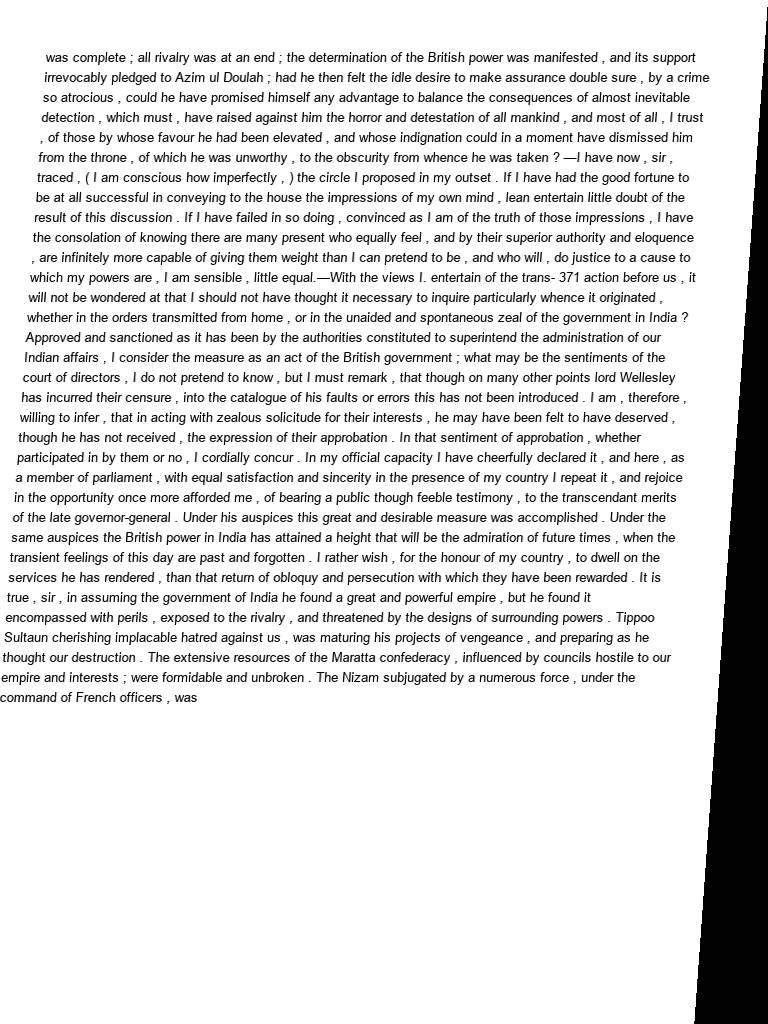 was complete ; all rivalry was at an end ; the determination of the British power was manifested , and its support
irrevocably pledged to Azim ul Doulah ; had he then felt the idle desire to make assurance double sure , by a crime
so atrocious , could he have promised himself any advantage to balance the consequences of almost inevitable
detection , which must , have raised against him the horror and detestation of all mankind , and most of all , I trust
, of those by whose favour he had been elevated , and whose indignation could in a moment have dismissed him
from the throne , of which he was unworthy , to the obscurity from whence he was taken ? —I have now , sir ,
traced , ( I am conscious how imperfectly , ) the circle I proposed in my outset . If I have had the good fortune to
be at all successful in conveying to the house the impressions of my own mind , lean entertain little doubt of the
result of this discussion . If I have failed in so doing , convinced as I am of the truth of those impressions , I have
the consolation of knowing there are many present who equally feel , and by their superior authority and eloquence
, are infinitely more capable of giving them weight than I can pretend to be , and who will , do justice to a cause to
which my powers are , I am sensible , little equal.—With the views I. entertain of the trans- 371 action before us , it
will not be wondered at that I should not have thought it necessary to inquire particularly whence it originated ,
whether in the orders transmitted from home , or in the unaided and spontaneous zeal of the government in India ?
Approved and sanctioned as it has been by the authorities constituted to superintend the administration of our
Indian affairs , I consider the measure as an act of the British government ; what may be the sentiments of the
court of directors , I do not pretend to know , but I must remark , that though on many other points lord Wellesley
has incurred their censure , into the catalogue of his faults or errors this has not been introduced . I am , therefore ,
willing to infer , that in acting with zealous solicitude for their interests , he may have been felt to have deserved ,
though he has not received , the expression of their approbation . In that sentiment of approbation , whether
participated in by them or no , I cordially concur . In my official capacity I have cheerfully declared it , and here , as
a member of parliament , with equal satisfaction and sincerity in the presence of my country I repeat it , and rejoice
in the opportunity once more afforded me , of bearing a public though feeble testimony , to the transcendant merits
of the late governor-general . Under his auspices this great and desirable measure was accomplished . Under the
same auspices the British power in India has attained a height that will be the admiration of future times , when the
transient feelings of this day are past and forgotten . I rather wish , for the honour of my country , to dwell on the
services he has rendered , than that return of obloquy and persecution with which they have been rewarded . It is
true , sir , in assuming the government of India he found a great and powerful empire , but he found it
encompassed with perils , exposed to the rivalry , and threatened by the designs of surrounding powers . Tippoo
Sultaun cherishing implacable hatred against us , was maturing his projects of vengeance , and preparing as he
thought our destruction . The extensive resources of the Maratta confederacy , influenced by councils hostile to our
empire and interests ; were formidable and unbroken . The Nizam subjugated by a numerous force , under the
command of French officers , was